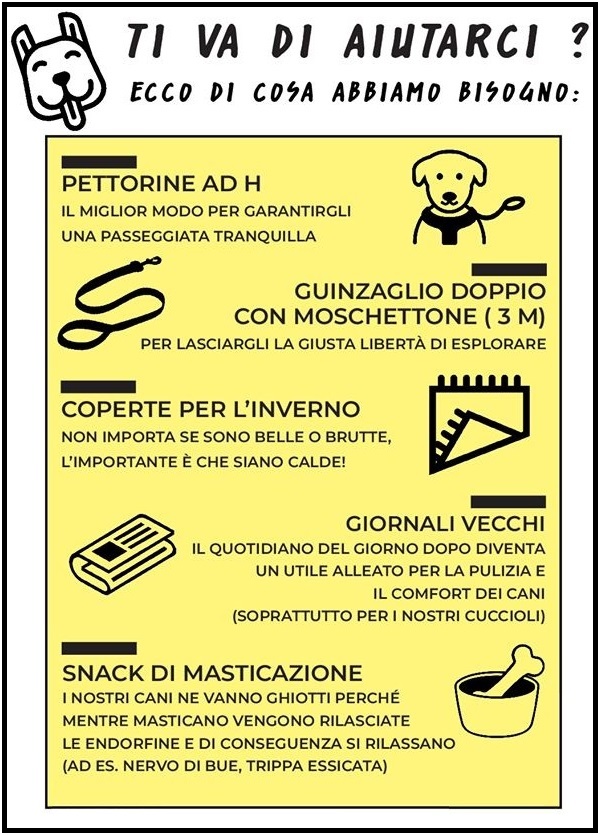 TI VA DI AIUTARCI ?
ECCO DI COSA ABBIAMO BISOGNO:
PETTORINE AD H
IL MIGLIOR MODO PER GARANTIRGLI
UNA PASSEGGIATA TRANQUILLA
GUINZAGLIO DOPPIO
CON MOSCHETTONE ( 3 M)
PER LASCIARGLI LA GIUSTA LIBERTÀ DI ESPLORARE
COPERTE PER L'INVERNO
NON IMPORTA SE SONO BELLE O BRUTTE,
L'IMPORTANTE È CHE SIANO CALDE!
GIORNALI VECCHI
IL QUOTIDIANO DEL GIORNO DOPO DIVENTA
UN UTILE ALLEATO PER LA PULIZIA E
IL COMFORT DEI CANI
(SOPRATTUTTO PER I NOSTRI CUCCIOLI)
SNACK DI MASTICAZIONE
I NOSTRI CANI NE VANNO GHIOTTI PERCHÉ
MENTRE MASTICANO VENGONO RILASCIATE
LE ENDORFINE E DI CONSEGUENZA SI RILASSANO
(AD ES. NERVO DI BUE, TRIPPA ESSICATA)